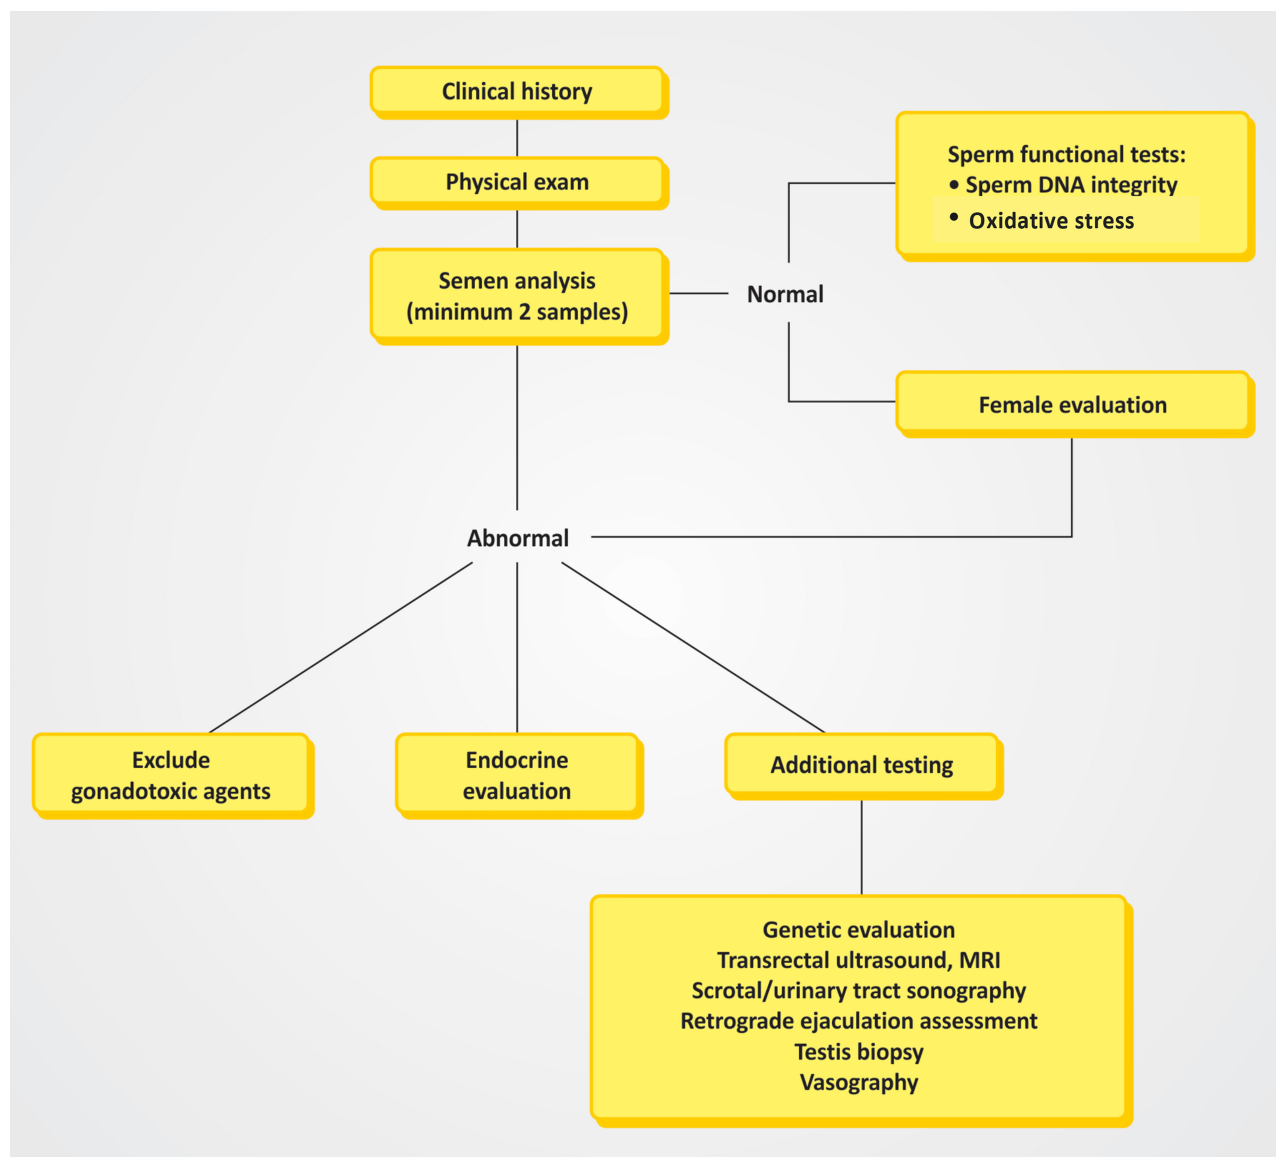 Clinical history
Physical exam
Semen analysis
(minimum 2 samples)
Normal
Sperm functional tests:
• Sperm DNA integrity
• Oxidative stress
Female evaluation
Abnormal
Exclude
gonadotoxic agents
Endocrine
evaluation
Additional testing
Genetic evaluation
Transrectal ultrasound, MRI
Scrotal/urinary tract sonography
Retrograde ejaculation assessment
Testis biopsy
Vasography